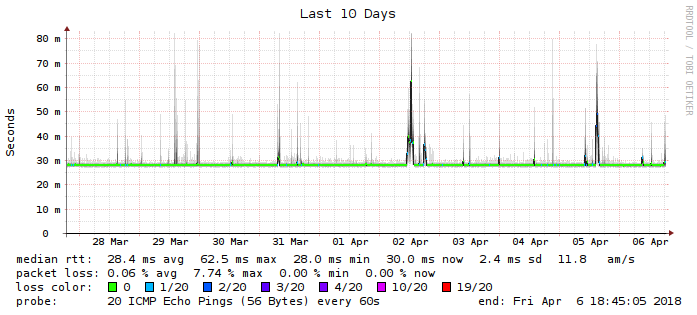 Last 10 Days
RRDTOOL / TOBI OETIKER
Seconds
80 m
70 m
60 m
50 m
40 m
30 m
20 m
10 m
0
28 Mar 29 Mar 30 Mar 31 Mar 01 Apr 02 Apr 03 Apr 04 Apr 05 Apr 06 Apr
median rtt: 28.4 ms avg 62.5 ms max 28.0 ms min 30.0 ms now 2.4 ms sd 11.8 am/s
packet loss: 0.06 % avg 7.74 % max 0.00 % min 0.00 % now
loss color: 0 1/20 2/20 3/20 4/20 10/20 19/20
probe: 20 ICMP Echo Pings (56 Bytes) every 60s end: Fri Apr 6 18:45:05 2018